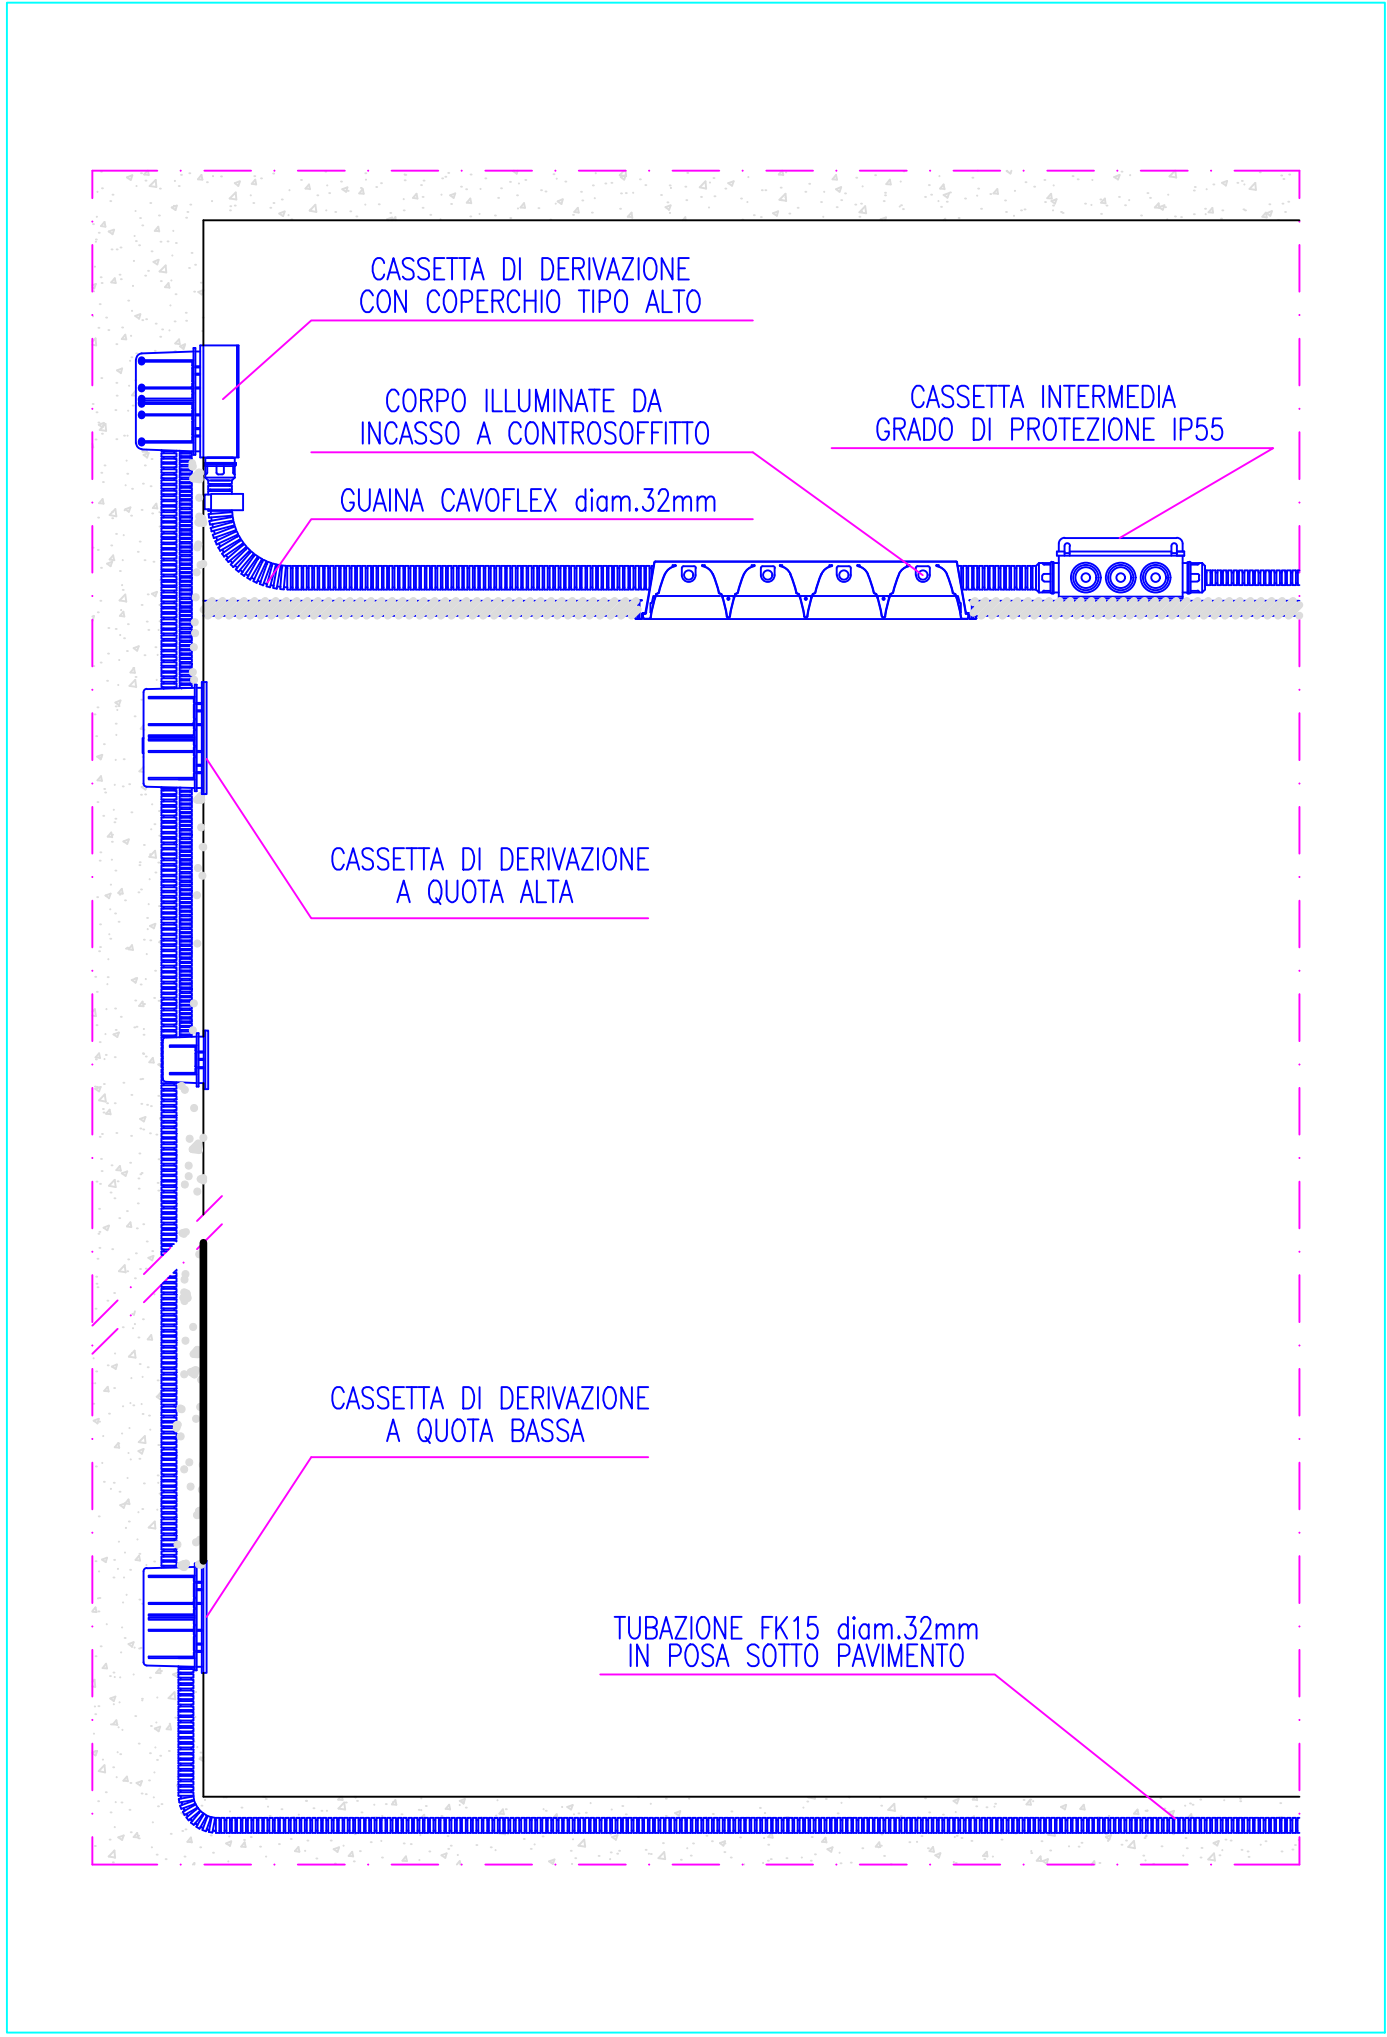 CASSETTA DI DERIVAZIONE
CON COPERCHIO TIPO ALTO
CORPO ILLUMINATE DA
INCASSO A CONTROSOFFITTO
CASSETTA INTERMEDIA
GRADO DI PROTEZIONE IP55
GUAINA CAVOFLEX diam.32mm
CASSETTA DI DERIVAZIONE
A QUOTA ALTA
CASSETTA DI DERIVAZIONE
A QUOTA BASSA
TUBAZIONE FK15 diam.32mm
IN POSA SOTTO PAVIMENTO